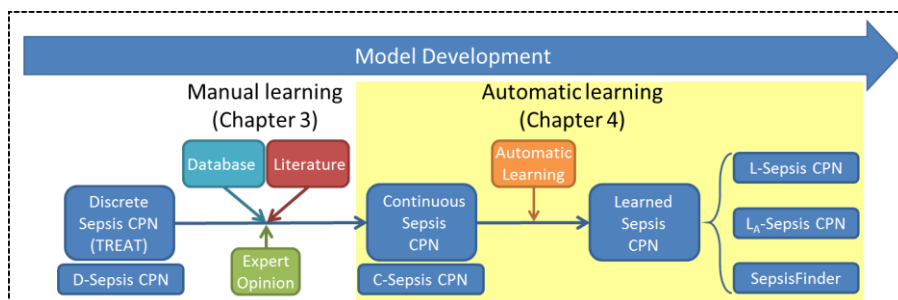 Model Development
Manual learning
(Chapter 3)
Automatic learning
(Chapter 4)
Database
Literature
Automatic
Learning
Discrete
Sepsis CPN
(TREAT)
D-Sepsis CPN
Expert
Opinion
Continuous
Sepsis
CPN
C-Sepsis CPN
Learned
Sepsis
CPN
L-Sepsis CPN
LA-Sepsis CPN
SepsisFinder